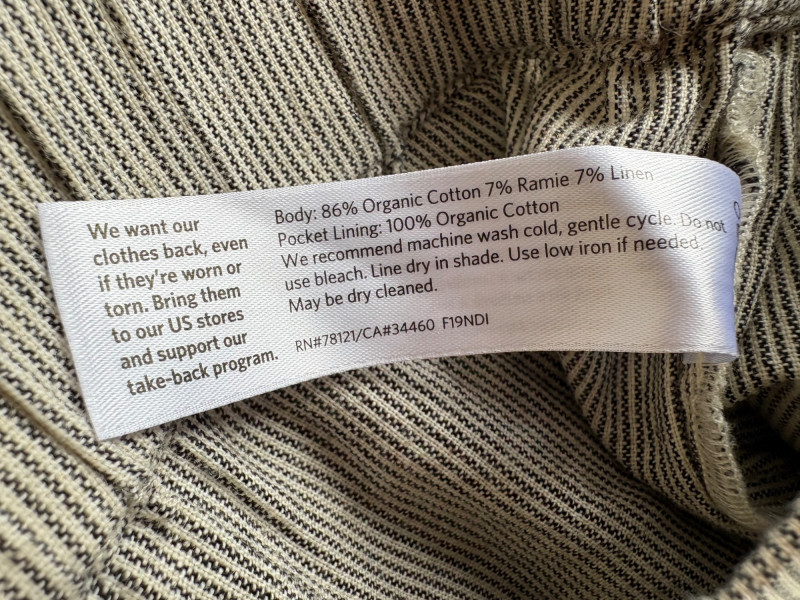 We want our
clothes back, even
if they're worn or
torn. Bring them
to our US stores
and support our
take-back program.
Body: 86% Organic Cotton 7% Ramie 7% Linen
Pocket Lining: 100% Organic Cotton
We recommend machine wash cold, gentle cycle. Do not
use bleach. Line dry in shade. Use low iron if needed.
May be dry cleaned.
RN#78121/CA#34460 F19NDI